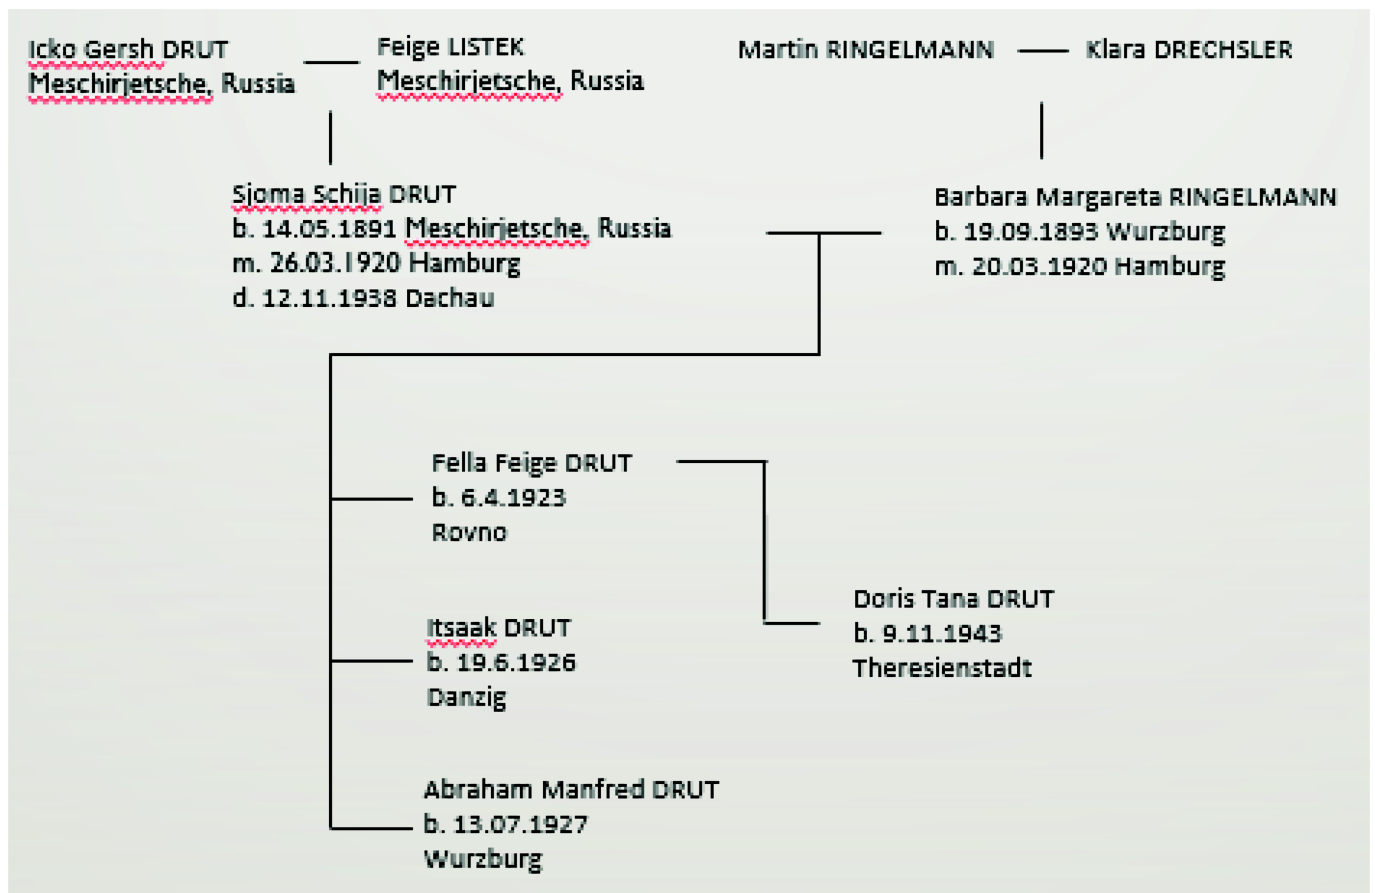 Icko Gersh DRUT
Meschirjetsche, Russia
Feige LISTEK
Meschirjetsche, Russia
Martin RINGELMANN
Klara DRECHSLER
Sjoma Schija DRUT
b. 14.05.1891 Meschirjetsche, Russia
m. 26.03.1920 Hamburg
d. 12.11.1938 Dachau
Barbara Margareta RINGELMANN
b. 19.09.1893 Wurzburg
m. 20.03.1920 Hamburg
Fella Feige DRUT
b. 6.4.1923
Rovno
Doris Tana DRUT
b. 9.11.1943
Theresienstadt
Itsaak DRUT
b. 19.6.1926
Danzig
Abraham Manfred DRUT
b. 13.07.1927
Wurzburg